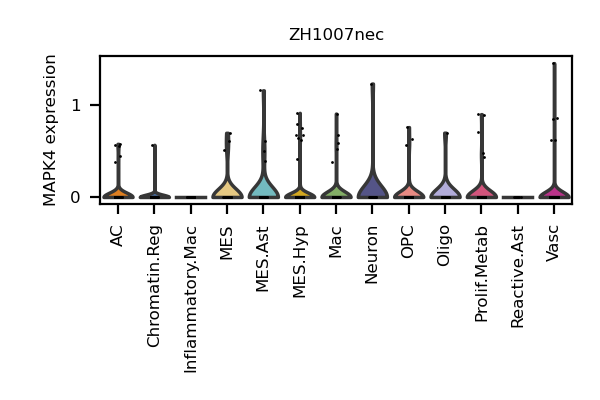 ZH1007nec
MAPK4 expression
1
0
AC
Chromatin.Reg
Inflammatory.Mac
MES
MES.Ast
MES.Hyp
Mac
Neuron
OPC
Oligo
Prolif.Metab
Reactive.Ast
Vasc